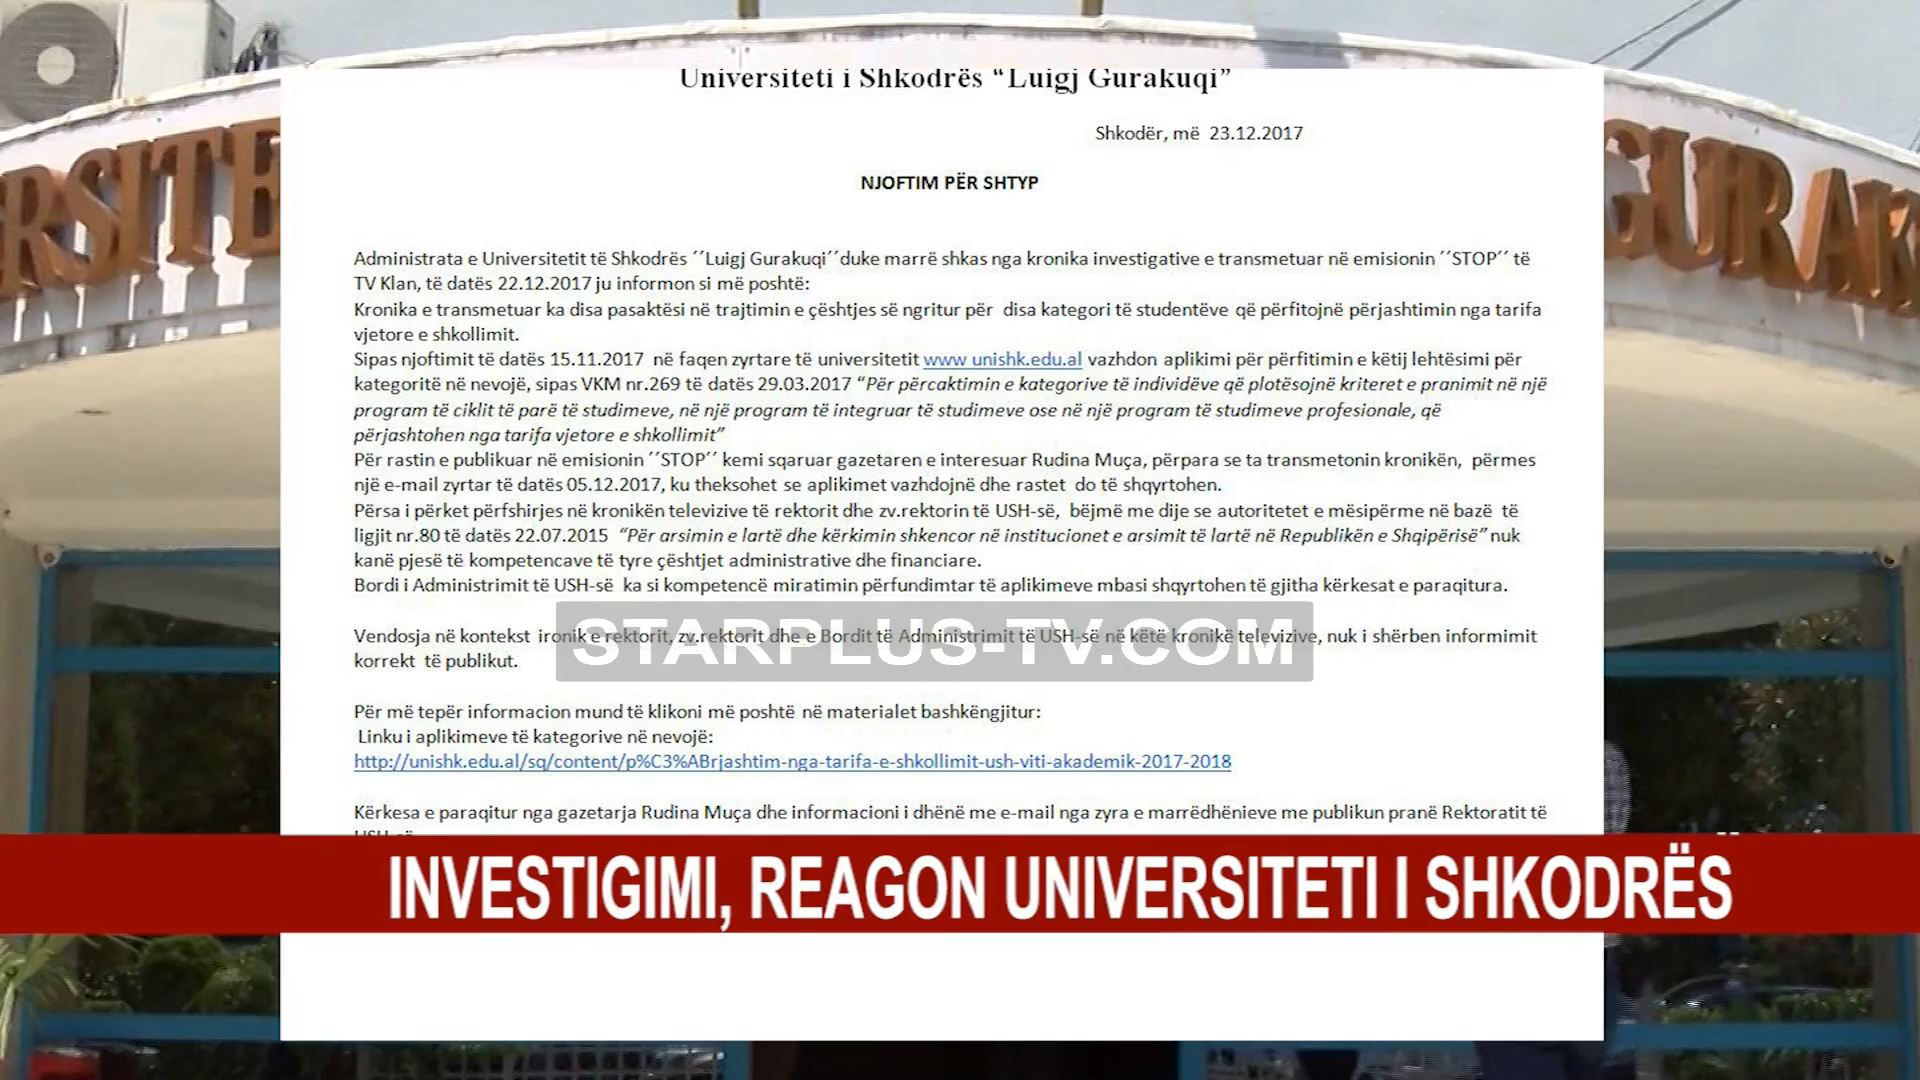 Universiteti i Shkodrës “Luigj Gurakuqi”
Shkodër, më 23.12.2017
NJOFTIM PËR SHTYP
RSITE
GURAK
Administrata e Universitetit të Shkodrës ´´Luigj Gurakuqi´´duke marrë shkas nga kronika investigative e transmetuar në emisionin ´´STOP´´ të
TV Klan, të datës 22.12.2017 ju informon si më poshtë:
Kronika e transmetuar ka disa pasaktësi në trajtimin e çështjes së ngritur për disa kategori të studentëve që përfitojnë përjashtimin nga tarifa
vjetore e shkollimit.
Sipas njoftimit të datës 15.11.2017 në faqen zyrtare të universitetit www unishk.edu.al vazhdon aplikimi për përfitimin e këtij lehtësimi për
kategoritë në nevojë, sipas VKM nr.269 të datës 29.03.2017 “Për përcaktimin e kategorive të individëve që plotësojnë kriteret e pranimit në një
program të ciklit të parë të studimeve, në një program të integruar të studimeve ose në një program të studimeve profesionale, që
përjashtohen nga tarifa vjetore e shkollimit”
Për rastin e publikuar në emisionin ´´STOP´´ kemi sqaruar gazetaren e interesuar Rudina Muça, përpara se ta transmetonin kronikën, përmes
një e-mail zyrtar të datës 05.12.2017, ku theksohet se aplikimet vazhdojnë dhe rastet do të shqyrtohen.
Përsa i përket përfshirjes në kronikën televizive të rektorit dhe zv.rektorin të USH-së, bëjmë me dije se autoritetet e mësipërme në bazë të
ligjit nr.80 të datës 22.07.2015 “Për arsimin e lartë dhe kërkimin shkencor në institucionet e arsimit të lartë në Republikën e Shqipërisë” nuk
kanë pjesë të kompetencave të tyre çështjet administrative dhe financiare.
Bordi i Administrimit të USH-së ka si kompetencë miratimin përfundimtar të aplikimeve mbasi shqyrtohen të gjitha kërkesat e paraqitura.
Vendosja në kontekst ironik e rektorit, zv.rektorit dhe e Bordit të Administrimit të USH-së në këtë kronikë televizive, nuk i shërben informimit
korrekt të publikut.
STARPLUS-TV.COM
Për më tepër informacion mund të klikoni më poshtë në materialet bashkëngjitur:
Linku i aplikimeve të kategorive në nevojë:
http://unishk.edu.al/sq/content/p%C3%ABrjashtim-nga-tarifa-e-shkollimit-ush-viti-akademik-2017-2018
Kërkesa e paraqitur nga gazetarja Rudina Muça dhe informacioni i dhënë me e-mail nga zyra e marrëdhënieve me publikun pranë Rektoratit të
USH-së
INVESTIGIMI, REAGON UNIVERSITETI I SHKODRËS